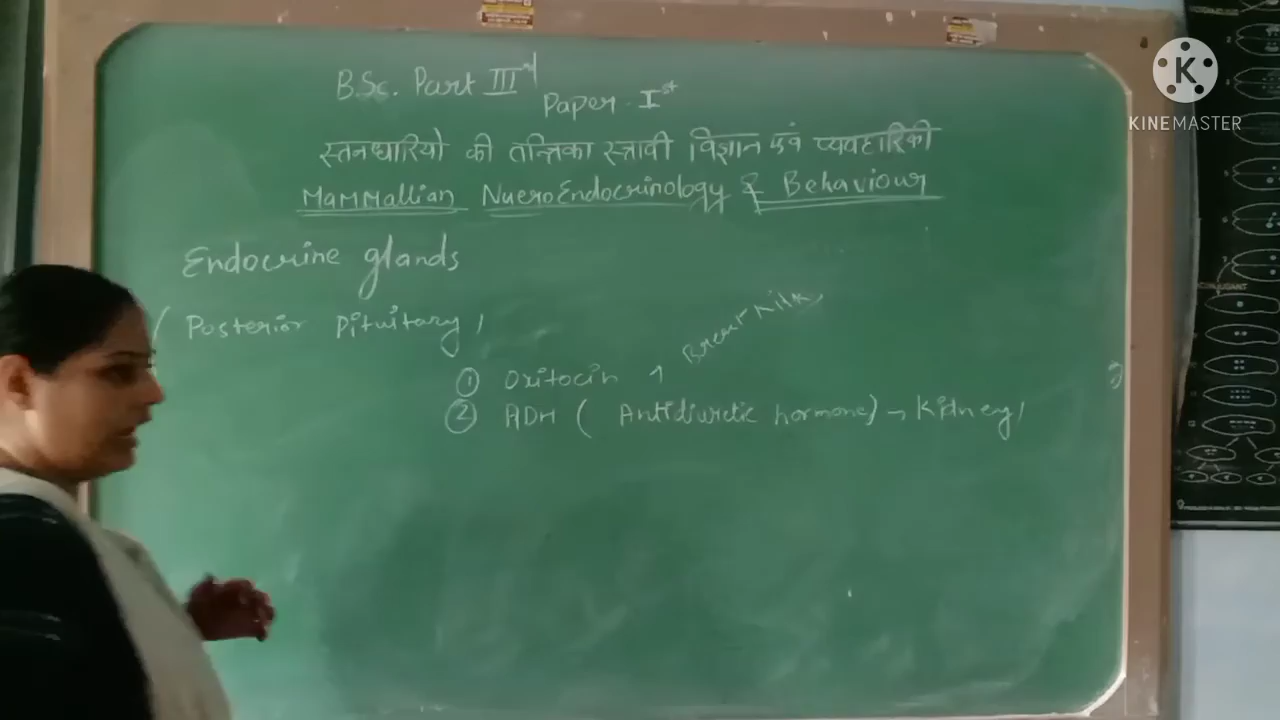 B.Sc. Part III rd
Paper - I st
स्तनधारियो की तन्त्रिका स्त्रावी विज्ञान एवं व्यवहारिकी
Mammallian NueroEndocrinology & Behaviour
Endocrine glands
( Posterior Pituitary )
Breast Milk,
① Oxitocin ↑
② ADH ( Antidiuretic hormone) → Kidney,
K
KINEMASTER